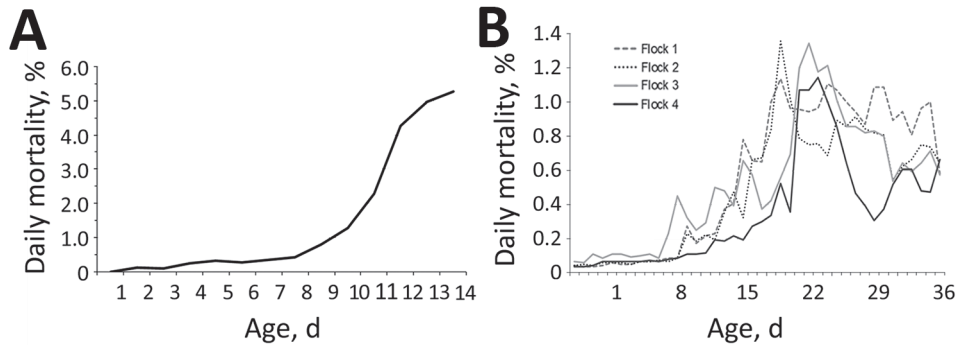 A
Daily mortality, %
6.0
5.0
4.0
3.0
2.0
1.0
0
1 2 3 4 5 6 7 8 9 10 11 12 13 14
Age, d
B
Daily mortality, %
1.4
1.2
1.0
0.8
0.6
0.4
0.2
0
Flock 1
Flock 2
Flock 3
Flock 4
1 8 15 22 29 36
Age, d